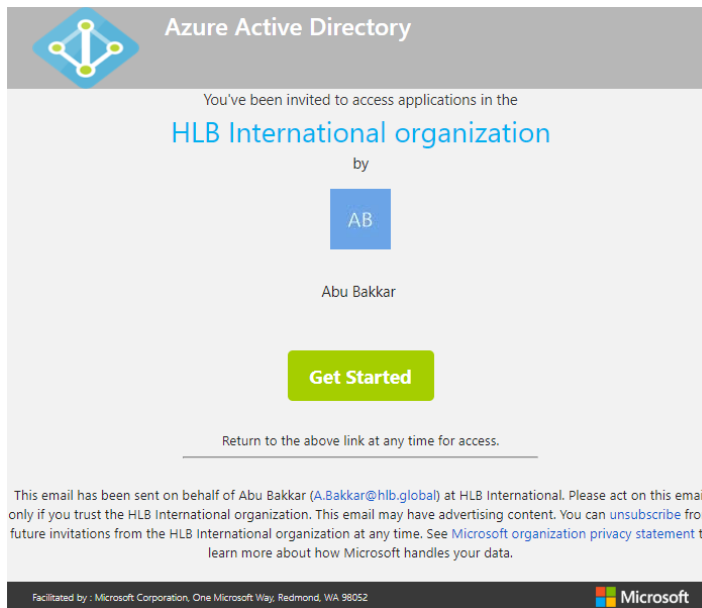 Azure Active Directory
You've been invited to access applications in the
HLB International organization
by
AB
Abu Bakkar
Get Started
Return to the above link at any time for access.
This email has been sent on behalf of Abu Bakkar (A.Bakkar@hlb.global) at HLB International. Please act on this emai
only if you trust the HLB International organization. This email may have advertising content. You can unsubscribe fro
future invitations from the HLB International organization at any time. See Microsoft organization privacy statement t
learn more about how Microsoft handles your data.
Facilitated by : Microsoft Corporation, One Microsoft Way, Redmond, WA 98052
Microsoft